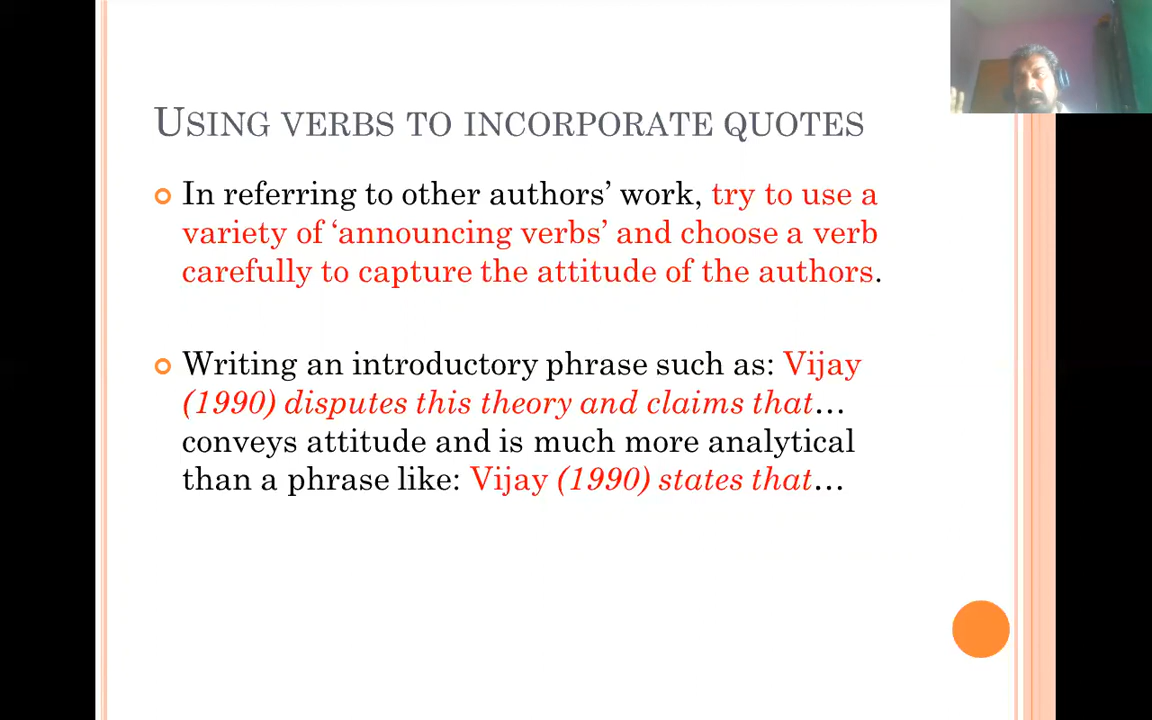 USING VERBS TO INCORPORATE QUOTES
In referring to other authors’ work, try to use a
variety of ‘announcing verbs’ and choose a verb
carefully to capture the attitude of the authors.
Writing an introductory phrase such as: Vijay
(1990) disputes this theory and claims that…
conveys attitude and is much more analytical
than a phrase like: Vijay (1990) states that…